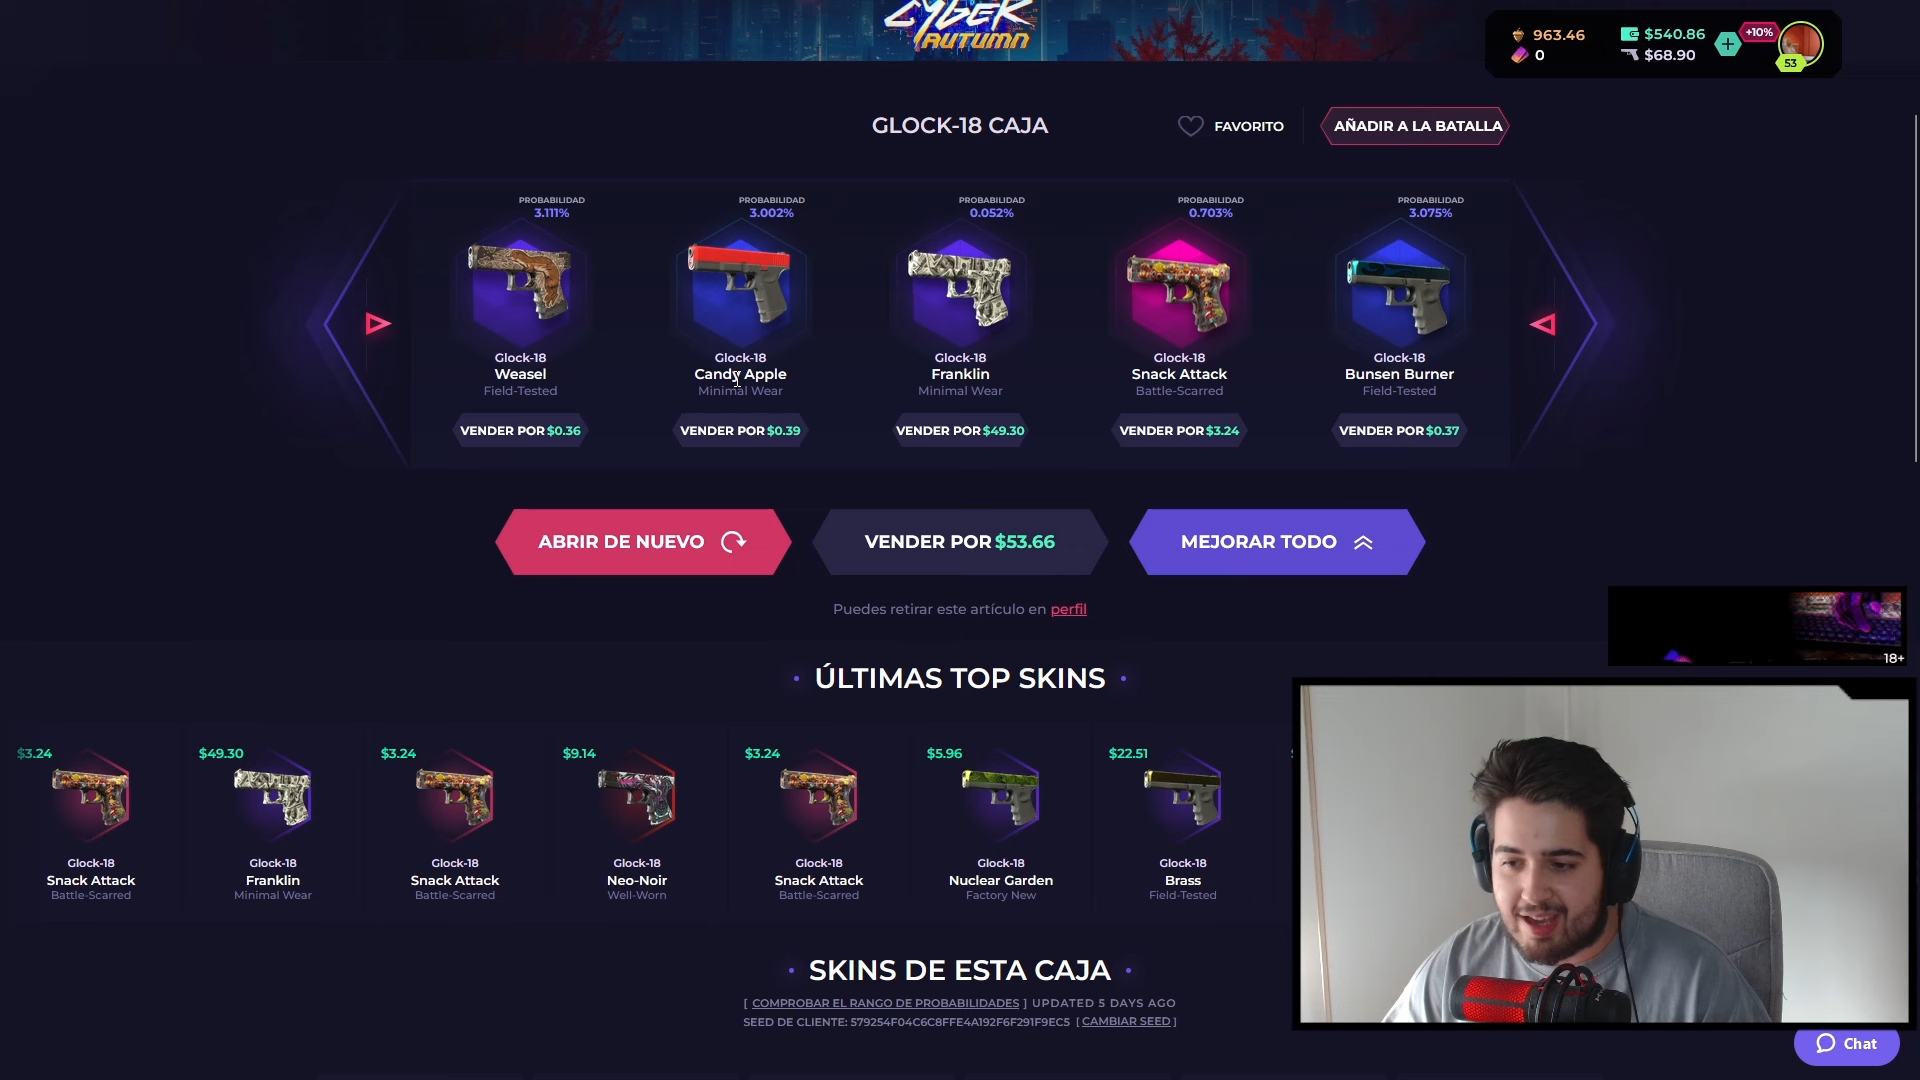 CYBER
AUTUMN
963.46
0
$540.86
$68.90
+10%
53
GLOCK-18 CAJA
FAVORITO
AÑADIR A LA BATALLA
PROBABILIDAD
3.111%
PROBABILIDAD
3.002%
PROBABILIDAD
0.052%
PROBABILIDAD
0.703%
PROBABILIDAD
3.075%
Glock-18
Weasel
Field-Tested
Glock-18
Candy Apple
Minimal Wear
Glock-18
Franklin
Minimal Wear
Glock-18
Snack Attack
Battle-Scarred
Glock-18
Bunsen Burner
Field-Tested
VENDER POR $0.36
VENDER POR $0.39
VENDER POR $49.30
VENDER POR $3.24
VENDER POR $0.37
ABRIR DE NUEVO
VENDER POR $53.66
MEJORAR TODO
Puedes retirar este artículo en perfil
18+
ÚLTIMAS TOP SKINS
$3.24
Glock-18
Snack Attack
Battle-Scarred
$49.30
Glock-18
Franklin
Minimal Wear
$3.24
Glock-18
Snack Attack
Battle-Scarred
$9.14
Glock-18
Neo-Noir
Well-Worn
$3.24
Glock-18
Snack Attack
Battle-Scarred
$5.96
Glock-18
Nuclear Garden
Factory New
$22.51
Glock-18
Brass
Field-Tested
SKINS DE ESTA CAJA
[ COMPROBAR EL RANGO DE PROBABILIDADES ] UPDATED 5 DAYS AGO
SEED DE CLIENTE: 579254F04C6C8FFE4A192F6F291F9EC5 [ CAMBIAR SEED ]
Chat